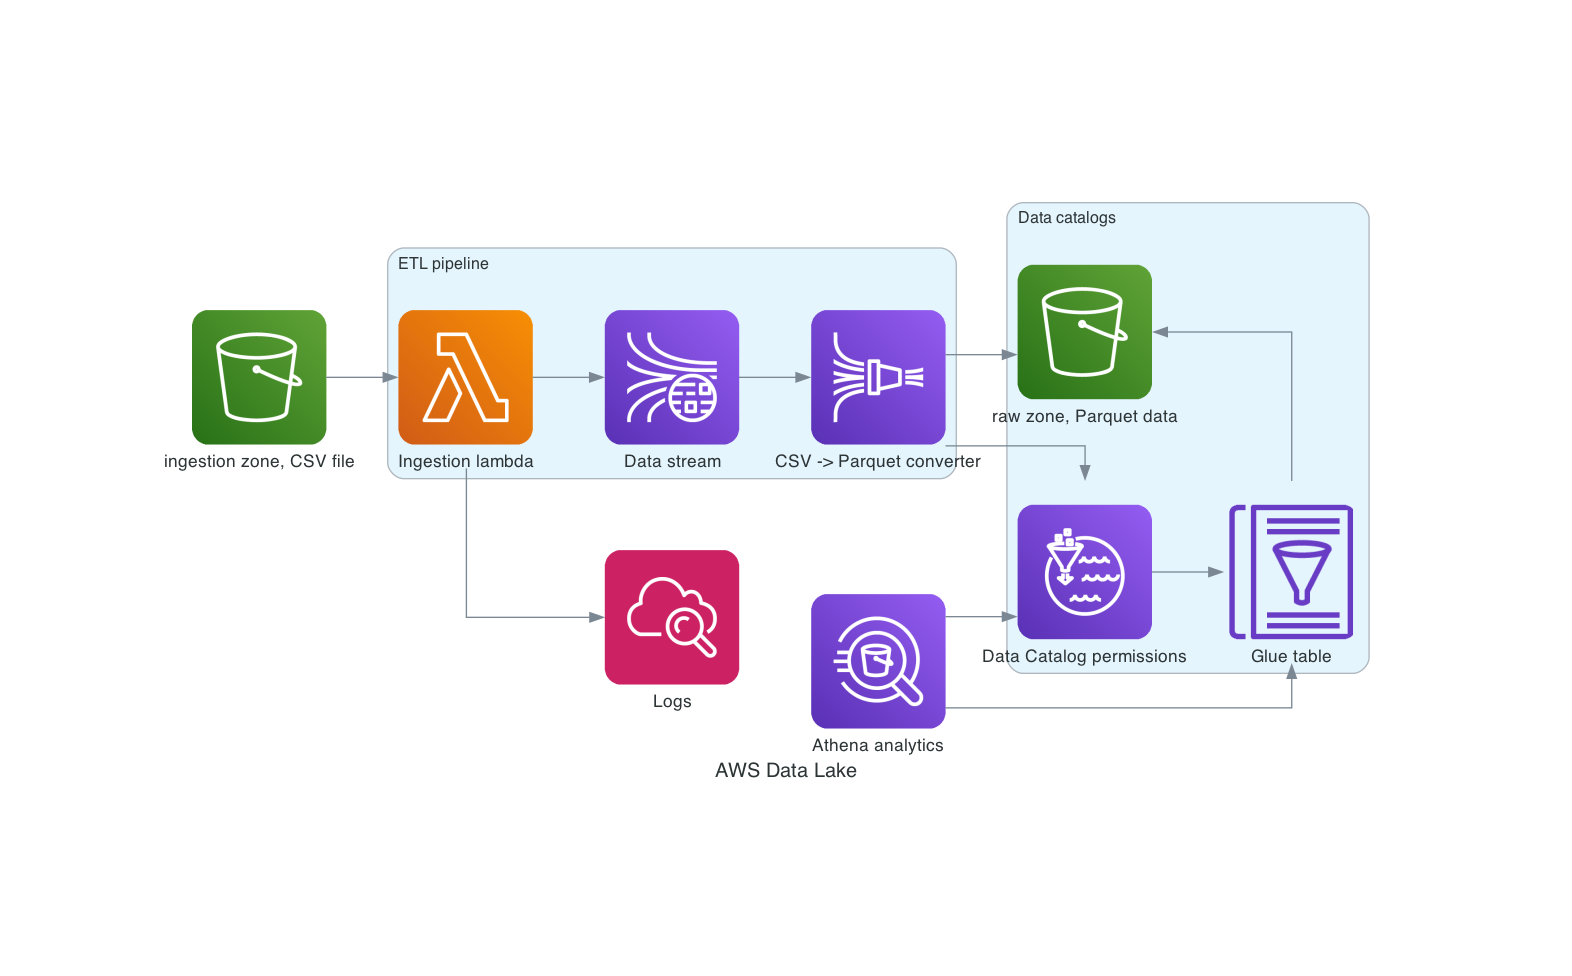 Data catalogs
ETL pipeline
raw zone, Parquet data
ingestion zone, CSV file
Ingestion lambda
Data stream
CSV -> Parquet converter
Data Catalog permissions
Glue table
Logs
Athena analytics
AWS Data Lake